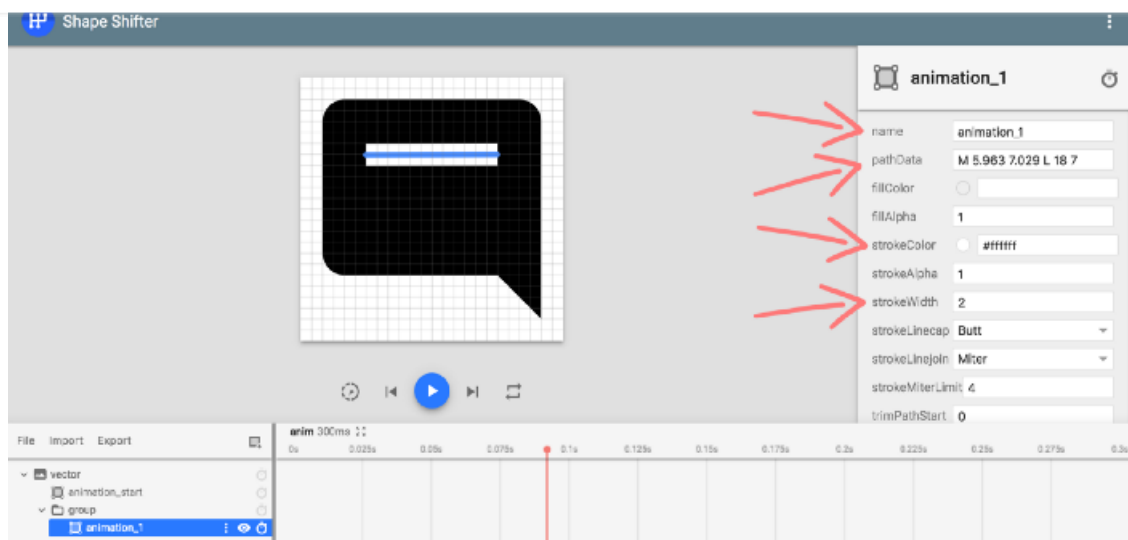 Shape Shifter
animation_1
name animation_1
pathData M 5.963 7.029 L 18 7
fillColor
fillAlpha 1
strokeColor #ffffff
strokeAlpha 1
strokeWidth 2
strokeLinecap Butt
strokeLinejoin Miter
strokeMiterLimit 4
trimPathStart 0
File Import Export
anim 300ms
0s 0.025s 0.05s 0.075s 0.1s 0.125s 0.15s 0.175s 0.2s 0.225s 0.25s 0.275s 0.3s
vector
animation_start
group
animation_1